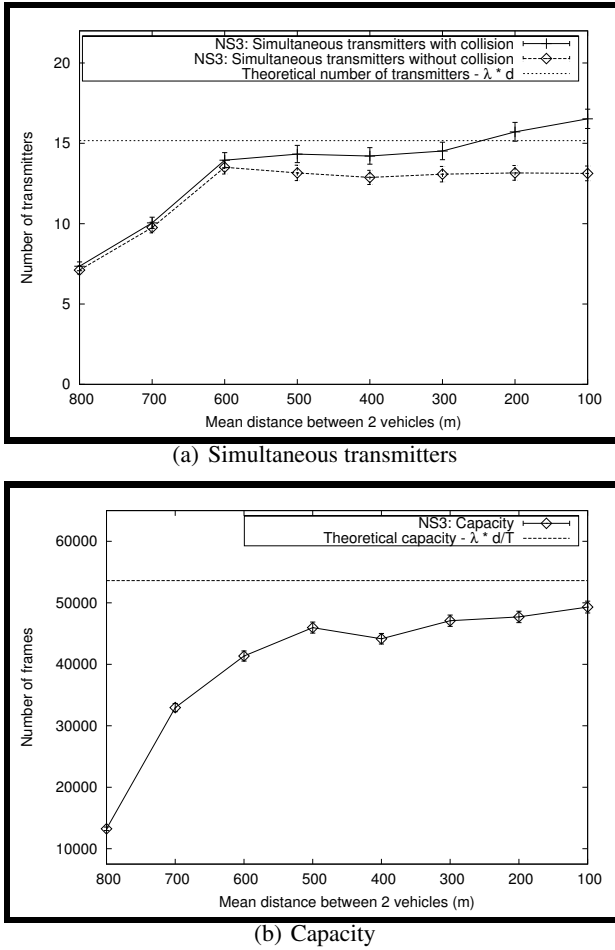 NS3: Simultaneous transmitters with collision
NS3: Simultaneous transmitters without collision
Theoretical number of transmitters - λ * d
20
15
10
5
0
Number of transmitters
800 700 600 500 400 300 200 100
Mean distance between 2 vehicles (m)
(a) Simultaneous transmitters
NS3: Capacity
Theoretical capacity - λ * d/T
60000
50000
40000
30000
20000
10000
Number of frames
800 700 600 500 400 300 200 100
Mean distance between 2 vehicles (m)
(b) Capacity